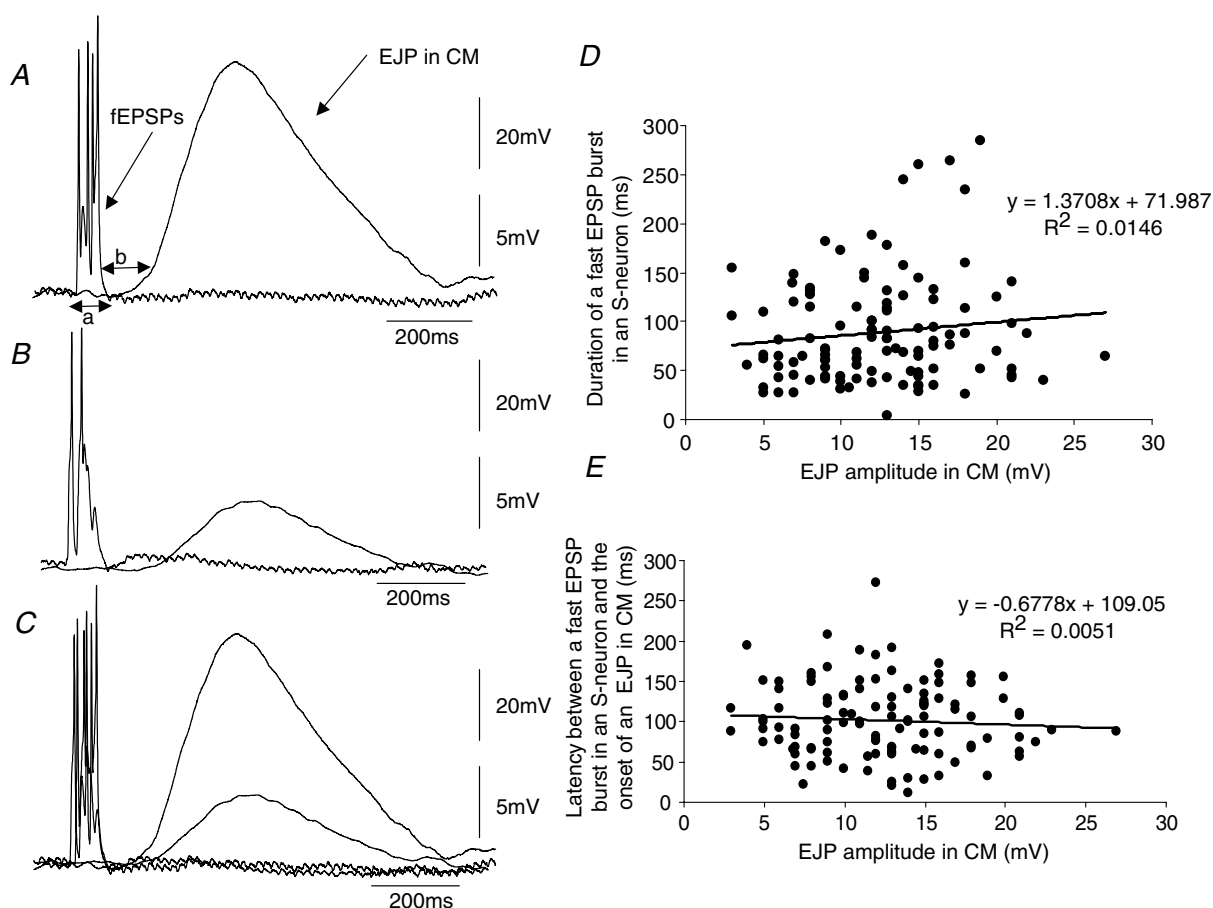 A
fEPSPs
EJP in CM
20mV
5mV
b
a
200ms
B
20mV
5mV
200ms
C
20mV
5mV
200ms
D
Duration of a fast EPSP burst
in an S-neuron (ms)
300
250
200
150
100
50
0
y = 1.3708x + 71.987
R² = 0.0146
0 5 10 15 20 25 30
EJP amplitude in CM (mV)
E
Latency between a fast EPSP
burst in an S-neuron and the
onset of an EJP in CM (ms)
300
250
200
150
100
50
0
y = -0.6778x + 109.05
R² = 0.0051
0 5 10 15 20 25 30
EJP amplitude in CM (mV)